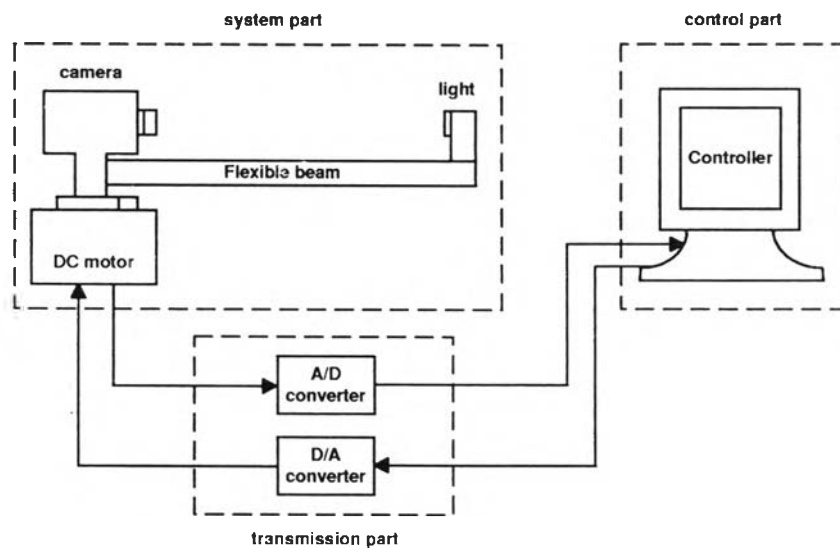 system part
control part
camera
light
Flexible beam
Controller
DC motor
A/D
converter
D/A
converter
transmission part